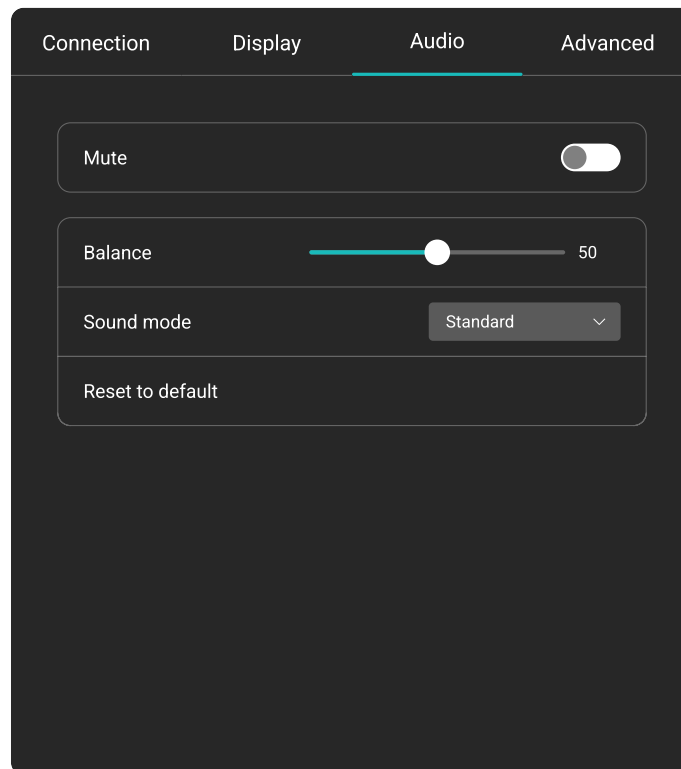 Connection Display Audio Advanced
Mute
Balance 50
Sound mode Standard
Reset to default